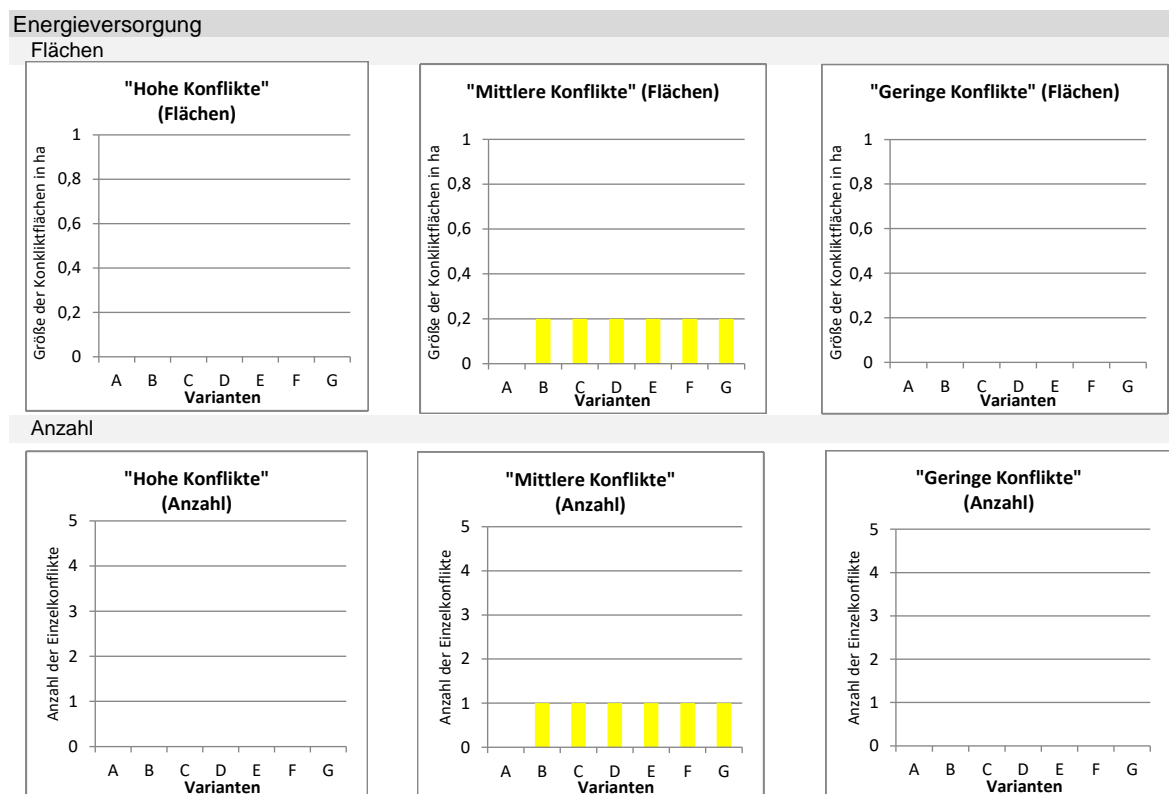 Energieversorgung
Flächen
"Hohe Konflikte"
(Flächen)
Größe der Konkliktflächen in ha
1
0,8
0,6
0,4
0,2
0
A B C D E F G
Varianten
"Mittlere Konflikte" (Flächen)
Größe der Konkliktflächen in ha
1
0,8
0,6
0,4
0,2
0
A B C D E F G
Varianten
"Geringe Konflikte" (Flächen)
Größe der Konkliktflächen in ha
1
0,8
0,6
0,4
0,2
0
A B C D E F G
Varianten
Anzahl
"Hohe Konflikte"
(Anzahl)
Anzahl der Einzelkonflikte
5
4
3
2
1
0
A B C D E F G
Varianten
"Mittlere Konflikte"
(Anzahl)
Anzahl der Einzelkonflikte
5
4
3
2
1
0
A B C D E F G
Varianten
"Geringe Konflikte"
(Anzahl)
Anzahl der Einzelkonflikte
5
4
3
2
1
0
A B C D E F G
Varianten